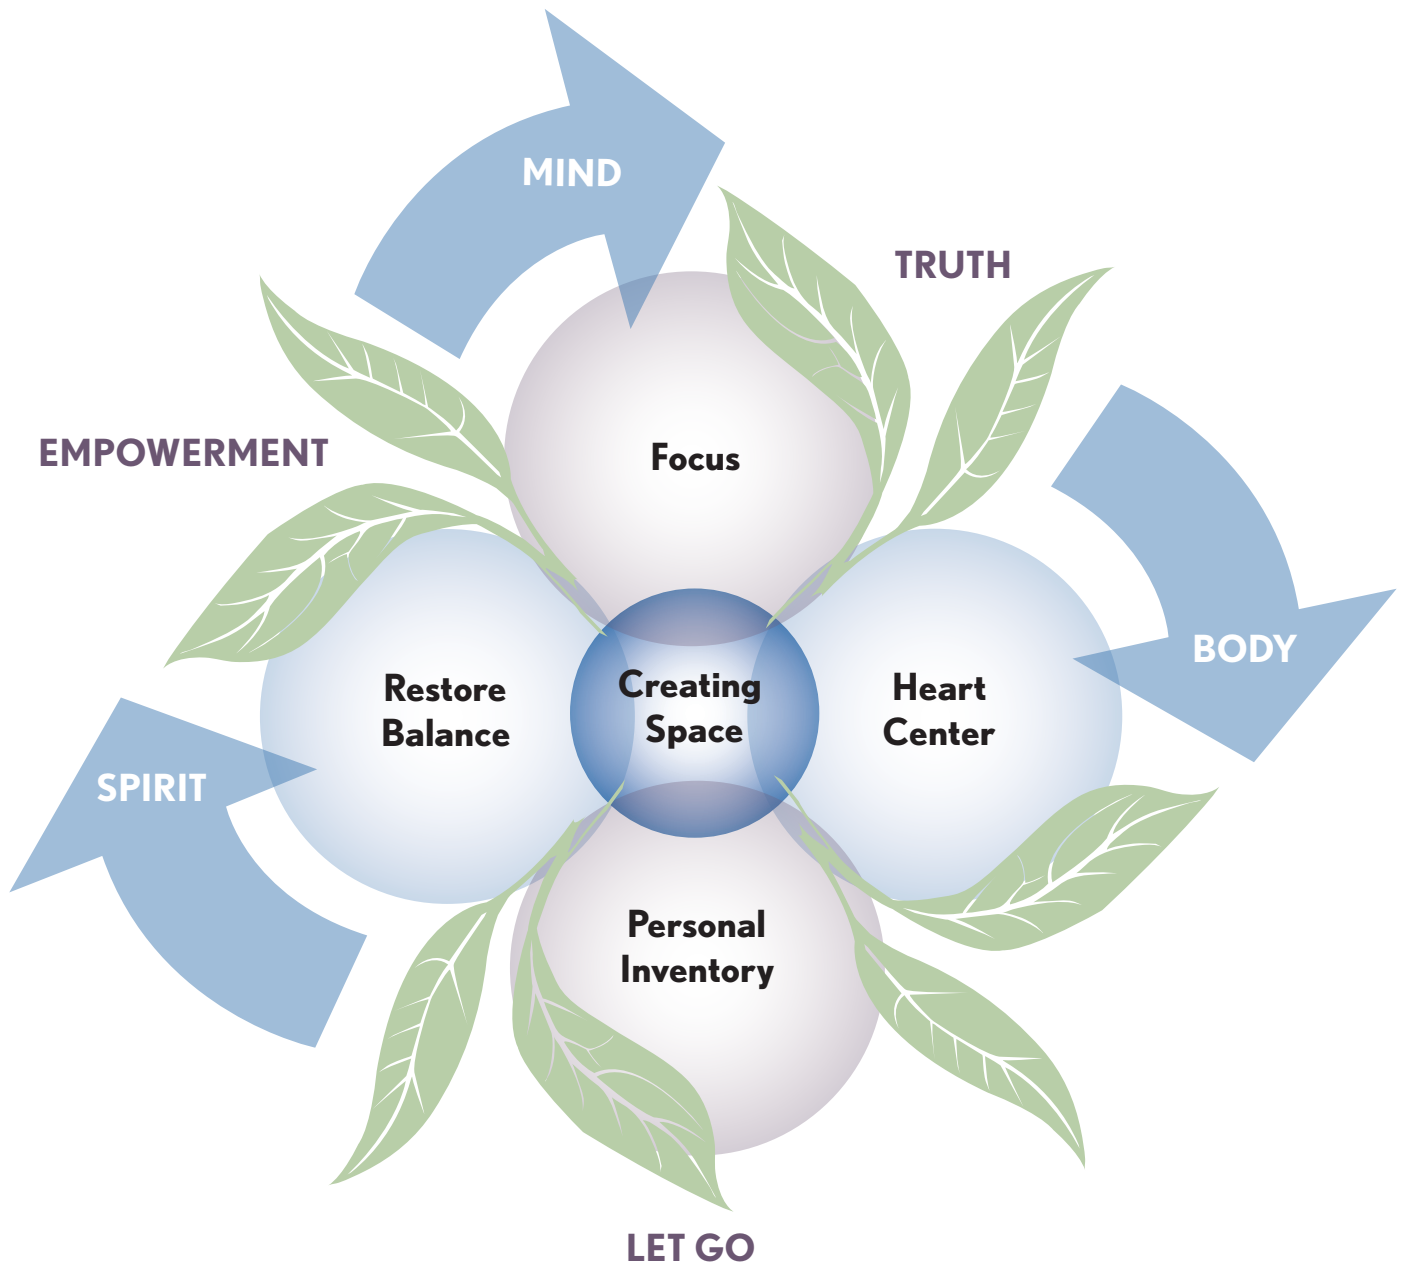 MIND
TRUTH
EMPOWERMENT
Focus
BODY
Restore
Balance
Creating
Space
Heart
Center
SPIRIT
Personal
Inventory
LET GO